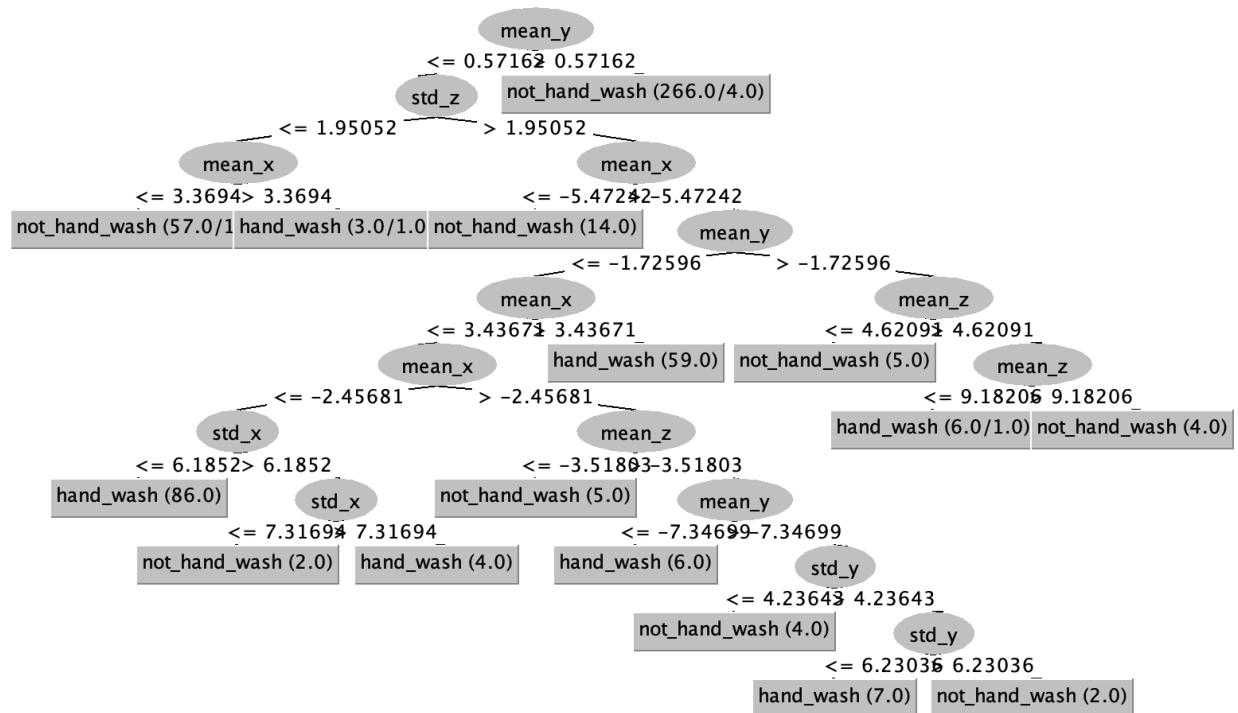 mean_y
<= 0.57162 > 0.57162
std_z not_hand_wash (266.0/4.0)
<= 1.95052 > 1.95052
mean_x mean_x
<= 3.3694 > 3.3694 <= -5.47242 > -5.47242
not_hand_wash (57.0/1 hand_wash (3.0/1.0 not_hand_wash (14.0) mean_y
<= -1.72596 > -1.72596
mean_x mean_z
<= 3.43671 > 3.43671 <= 4.62091 > 4.62091
mean_x hand_wash (59.0) not_hand_wash (5.0) mean_z
<= -2.45681 > -2.45681 <= 9.18206 > 9.18206
std_x mean_z hand_wash (6.0/1.0) not_hand_wash (4.0)
<= 6.1852 > 6.1852 <= -3.51803 > -3.51803
hand_wash (86.0) std_x not_hand_wash (5.0) mean_y
<= 7.31694 > 7.31694 <= -7.34699 > -7.34699
not_hand_wash (2.0) hand_wash (4.0) hand_wash (6.0) std_y
<= 4.23643 > 4.23643
not_hand_wash (4.0) std_y
<= 6.23036 > 6.23036
hand_wash (7.0) not_hand_wash (2.0)